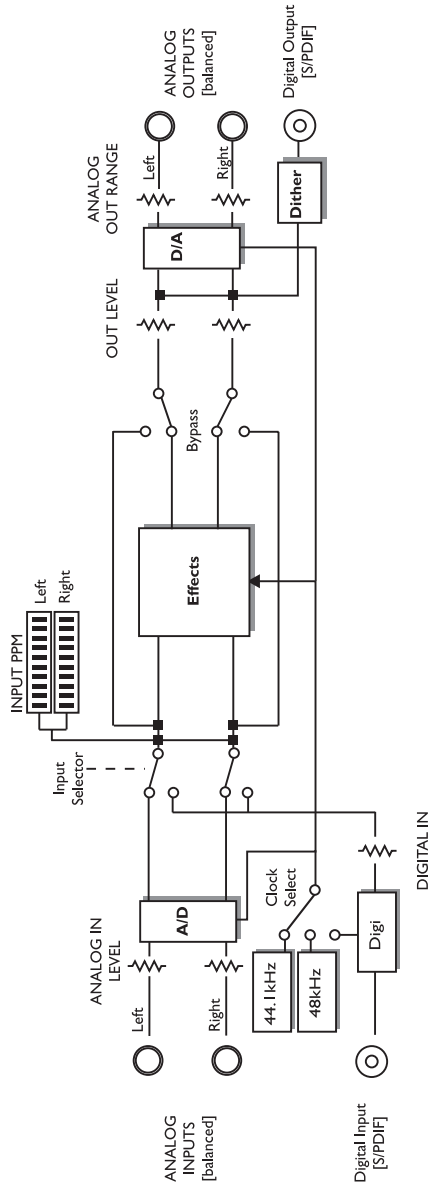 ANALOG
INPUTS
[balanced]
Left
Right
ANALOG IN
LEVEL
A/D
Digital Input
[S/PDIF]
44.1kHz
48kHz
Clock
Select
Digi
DIGITAL IN
Input
Selector
INPUT PPM
Left
Right
Effects
Bypass
OUT LEVEL
D/A
ANALOG
OUT RANGE
Left
Right
Dither
ANALOG
OUTPUTS
[balanced]
Digital Output
[S/PDIF]